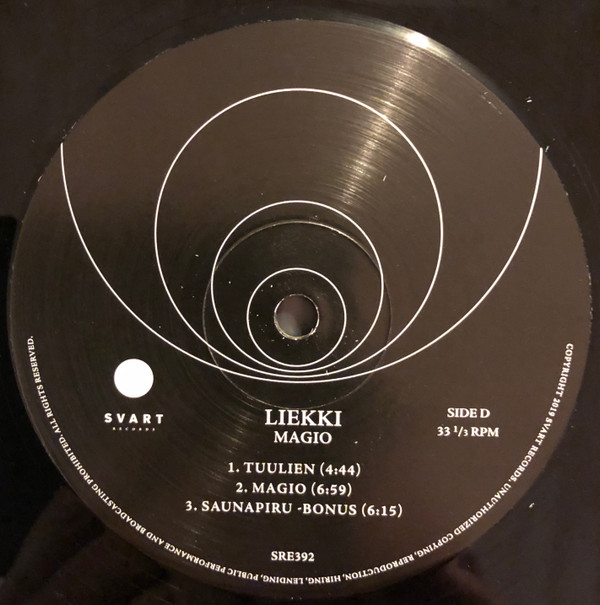 SVART
RECORDS
LIEKKI
MAGIO
SIDE D
33 1/3 RPM
1. TUULIEN (4:44)
2. MAGIO (6:59)
3. SAUNAPIRU -BONUS (6:15)
SRE392
COPYRIGHT 2019 SVART RECORDS. UNAUTHORIZED COPYING, REPRODUCTION, HIRING, LENDING, PUBLIC PERFORMANCE AND BROADCASTING PROHIBITED. ALL RIGHTS RESERVED.